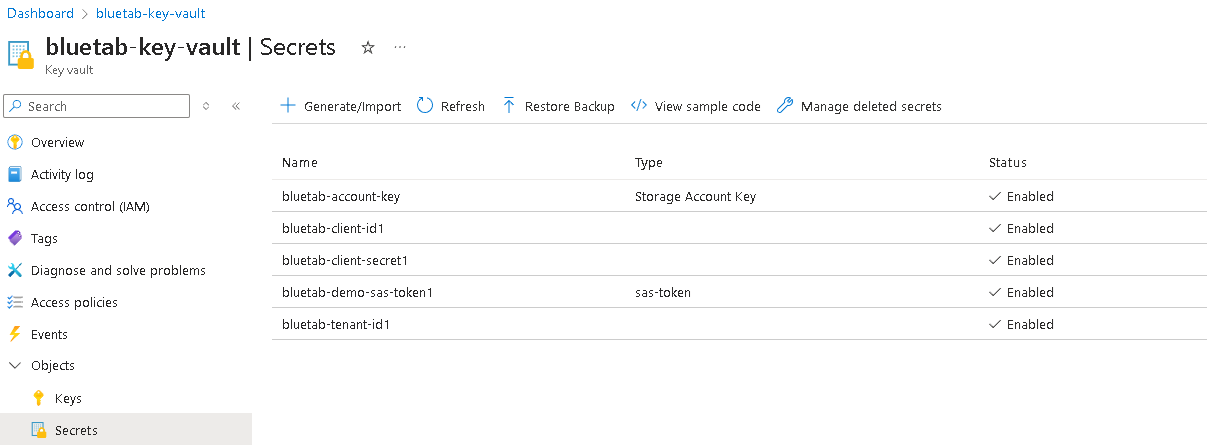 Dashboard > bluetab-key-vault
bluetab-key-vault | Secrets ☆ ...
Key vault
Search
«
Generate/Import Refresh Restore Backup View sample code Manage deleted secrets
Overview
Activity log
Access control (IAM)
Tags
Diagnose and solve problems
Access policies
Events
Objects
Keys
Secrets
Name Type Status
bluetab-account-key Storage Account Key Enabled
bluetab-client-id1 Enabled
bluetab-client-secret1 Enabled
bluetab-demo-sas-token1 sas-token Enabled
bluetab-tenant-id1 Enabled